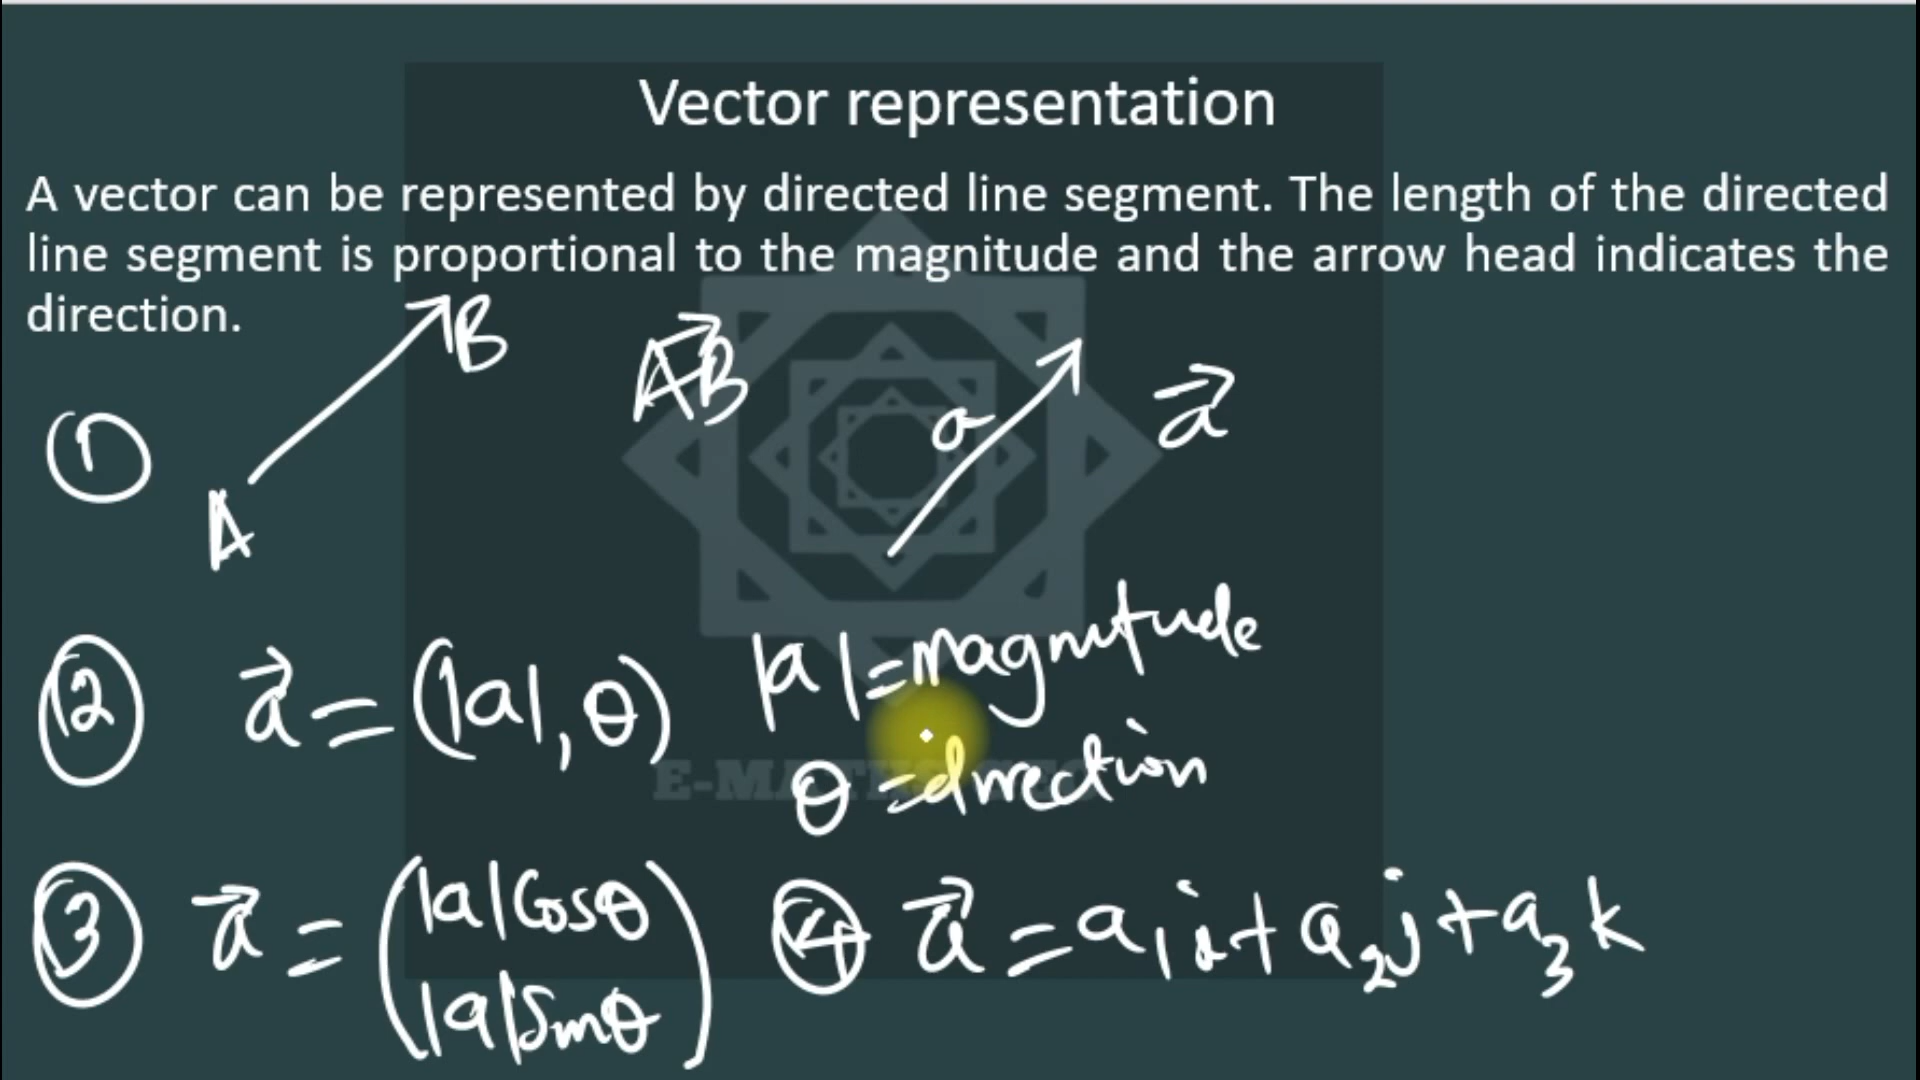 Vector representation
A vector can be represented by directed line segment. The length of the directed
line segment is proportional to the magnitude and the arrow head indicates the
direction.
① A B AB⃗ a a⃗
② a⃗ = (|a|, θ) |a| = magnitude
θ = direction
E-MATHS
③ a⃗ = (|a|Cosθ
|a|Sinθ) ④ a⃗ = a₁i + a₂j + a₃k